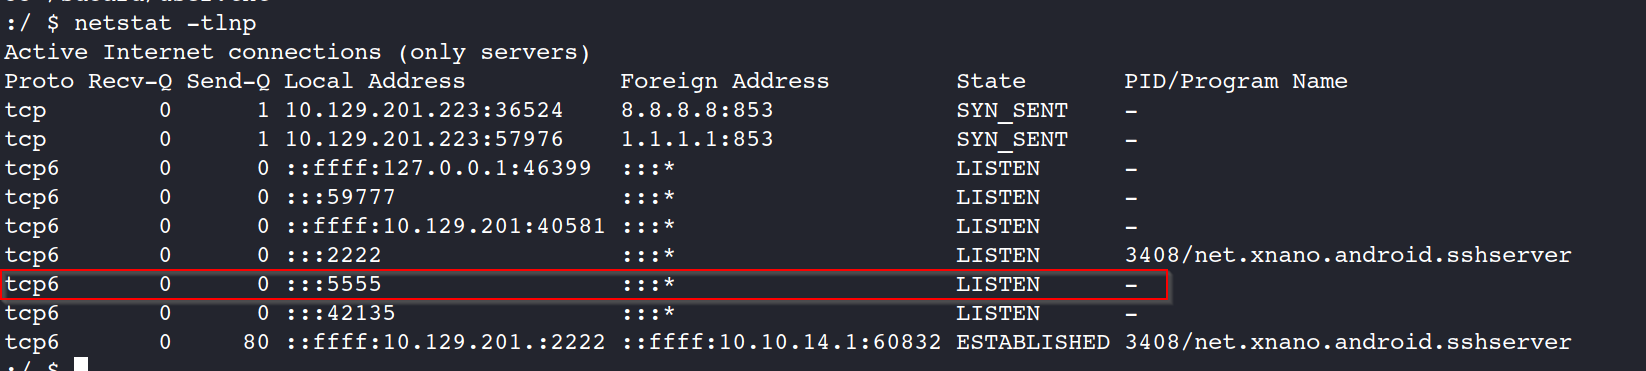 :/ $ netstat -tlnp
Active Internet connections (only servers)
Proto Recv-Q Send-Q Local Address           Foreign Address         State       PID/Program Name
tcp        0      1 10.129.201.223:36524    8.8.8.8:853             SYN_SENT    -
tcp        0      1 10.129.201.223:57976    1.1.1.1:853             SYN_SENT    -
tcp6       0      0 ::ffff:127.0.0.1:46399  :::*                    LISTEN      -
tcp6       0      0 :::59777                :::*                    LISTEN      -
tcp6       0      0 ::ffff:10.129.201:40581 :::*                    LISTEN      -
tcp6       0      0 :::2222                 :::*                    LISTEN      3408/net.xnano.android.sshserver
tcp6       0      0 :::5555                 :::*                    LISTEN      -
tcp6       0      0 :::42135                :::*                    LISTEN      -
tcp6       0     80 ::ffff:10.129.201.:2222 ::ffff:10.10.14.1:60832 ESTABLISHED 3408/net.xnano.android.sshserver
:/ $